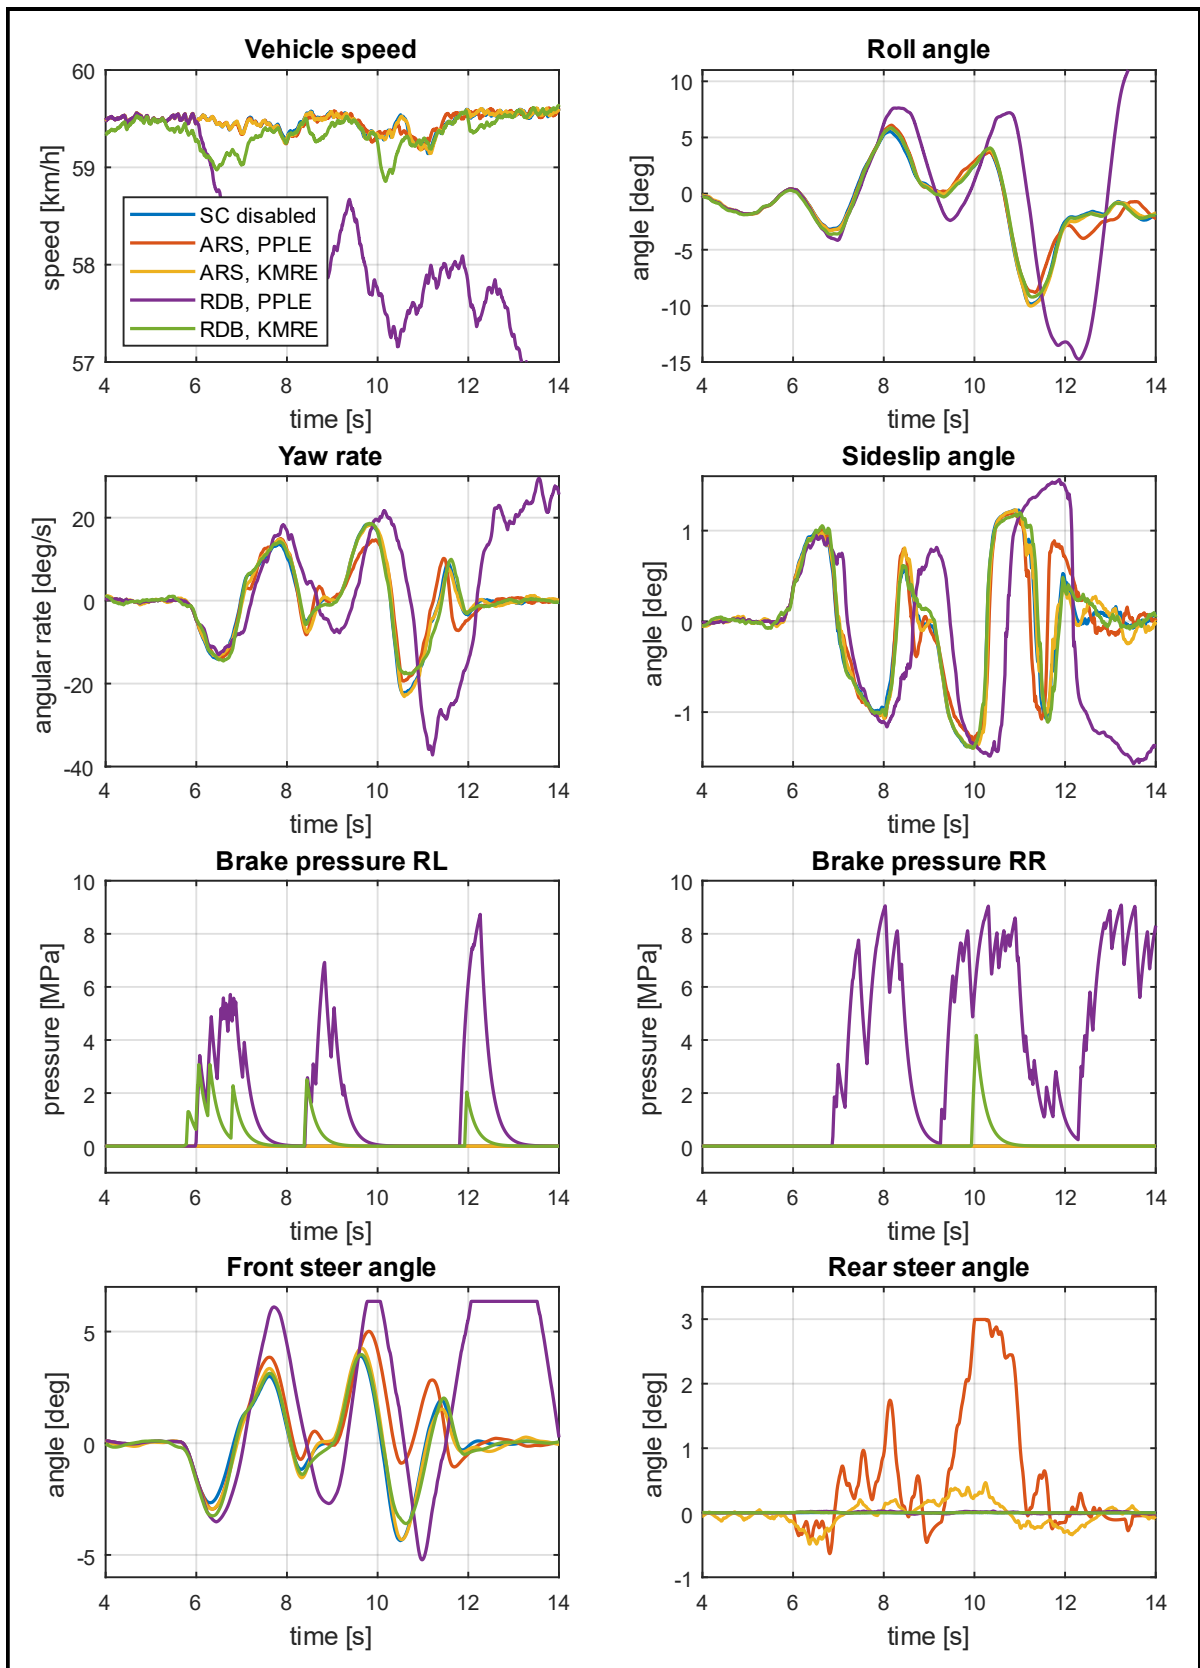 Vehicle speed
speed [km/h]
60
59
58
57
SC disabled
ARS, PPLE
ARS, KMRE
RDB, PPLE
RDB, KMRE
4 6 8 10 12 14
time [s]
Roll angle
angle [deg]
10
5
0
-5
-10
-15
4 6 8 10 12 14
time [s]
Yaw rate
angular rate [deg/s]
20
0
-20
-40
4 6 8 10 12 14
time [s]
Sideslip angle
angle [deg]
1
0
-1
4 6 8 10 12 14
time [s]
Brake pressure RL
pressure [MPa]
10
8
6
4
2
0
4 6 8 10 12 14
time [s]
Brake pressure RR
pressure [MPa]
10
8
6
4
2
0
4 6 8 10 12 14
time [s]
Front steer angle
angle [deg]
5
0
-5
4 6 8 10 12 14
time [s]
Rear steer angle
angle [deg]
3
2
1
0
-1
4 6 8 10 12 14
time [s]